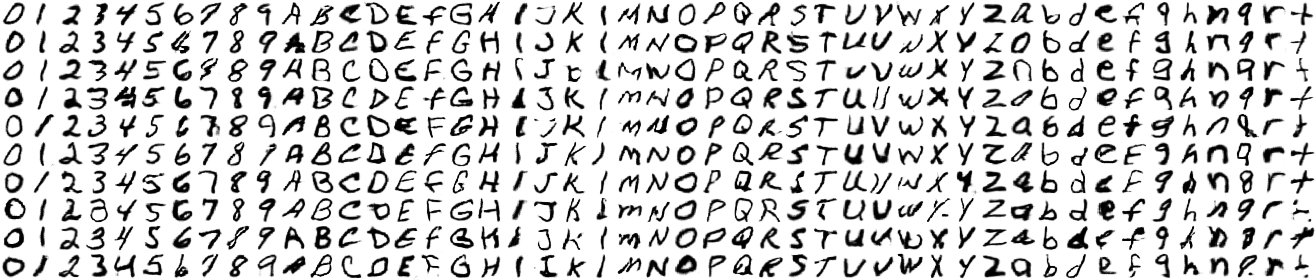 0 1 2 3 4 5 6 7 8 9 A B C D E F G H I J K l M N O P Q R S T U V W X Y Z a b d e f g h n q r t
0 1 2 3 4 5 6 7 8 9 A B C D E f G H I J K l M N O P Q R S T U V W X Y Z a b d e f g h n q r t
0 1 2 3 4 5 6 7 8 9 A B C D E F G H I J K l M N O P Q R S T U V W X Y Z a b d e f g h n q r t
0 1 2 3 4 5 6 7 8 9 A B C D E f G H I J K l M N O P Q R S T U V W X Y Z a b d e f g h n q r t
0 1 2 3 4 5 6 7 8 9 A B C D E F G H I J K l M N O P Q R S T U V W X Y Z a b d e f g h n q r t
0 1 2 3 4 5 6 7 8 9 A B C D E f G H I J K l M N O P Q R S T U V W X Y Z a b d e F g h n q r t
0 1 2 3 4 5 6 7 8 9 A B C D E F G H I J K l M N O P Q R S T U V W X Y Z a b d e f g h n q r t
0 1 2 3 4 5 6 7 8 9 A B C D E F G H I J K l m N O P Q R S T U V W X Y Z a b d e f g h n q r t
0 1 2 3 4 5 6 7 8 9 A B C D E f G H I J K l M N O P Q R S T U V W X Y Z a b d e f g h n q r t
0 1 2 3 4 5 6 7 8 9 A B C D E F G H I J K l M N O P Q R S T U V W X Y Z a b d e f g h n q r t